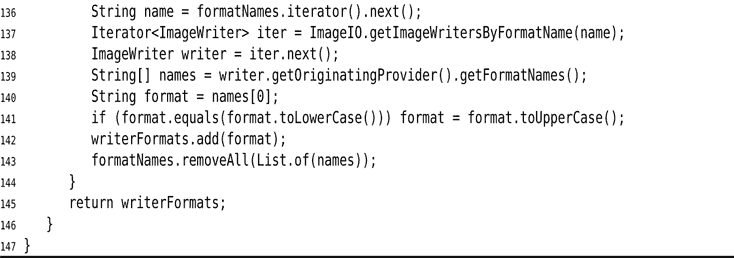 136 String name = formatNames.iterator().next();
137 Iterator<ImageWriter> iter = ImageIO.getImageWritersByFormatName(name);
138 ImageWriter writer = iter.next();
139 String[] names = writer.getOriginatingProvider().getFormatNames();
140 String format = names[0];
141 if (format.equals(format.toLowerCase())) format = format.toUpperCase();
142 writerFormats.add(format);
143 formatNames.removeAll(List.of(names));
144 }
145 return writerFormats;
146 }
147 }